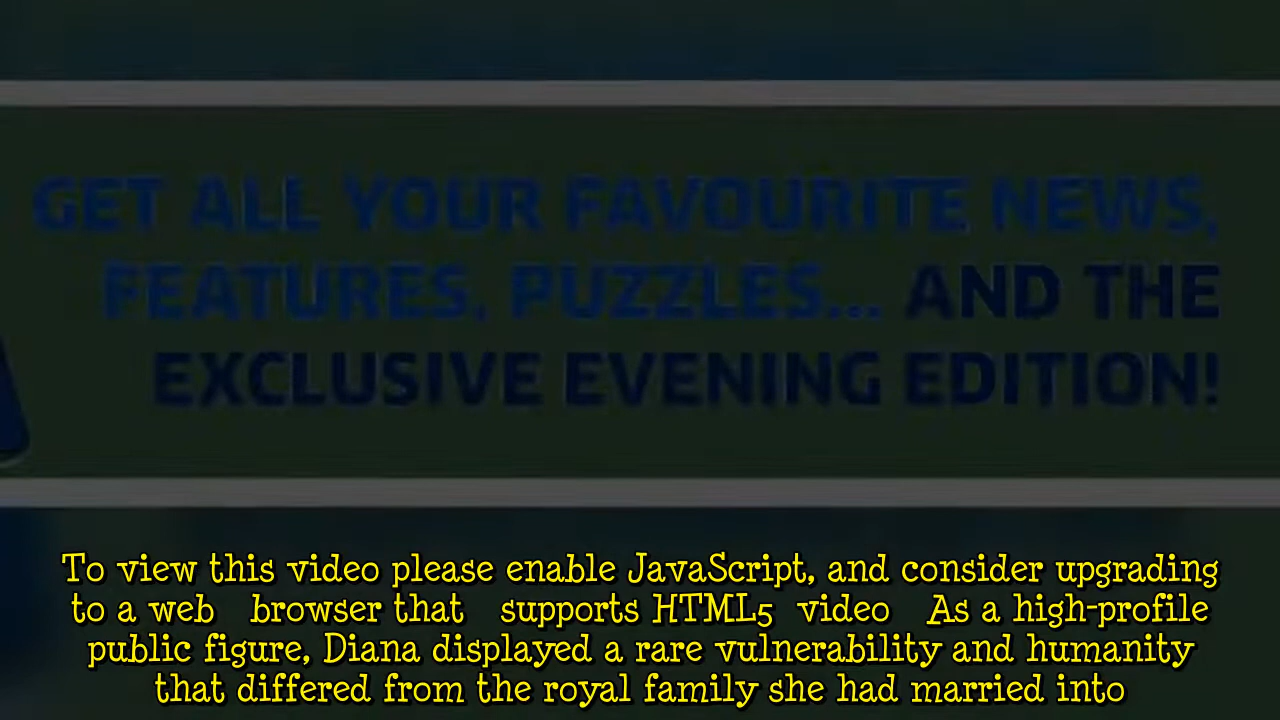 GET ALL YOUR FAVOURITE NEWS,
FEATURES, PUZZLES... AND THE
EXCLUSIVE EVENING EDITION!
To view this video please enable JavaScript, and consider upgrading
to a web browser that supports HTML5 video As a high-profile
public figure, Diana displayed a rare vulnerability and humanity
that differed from the royal family she had married into